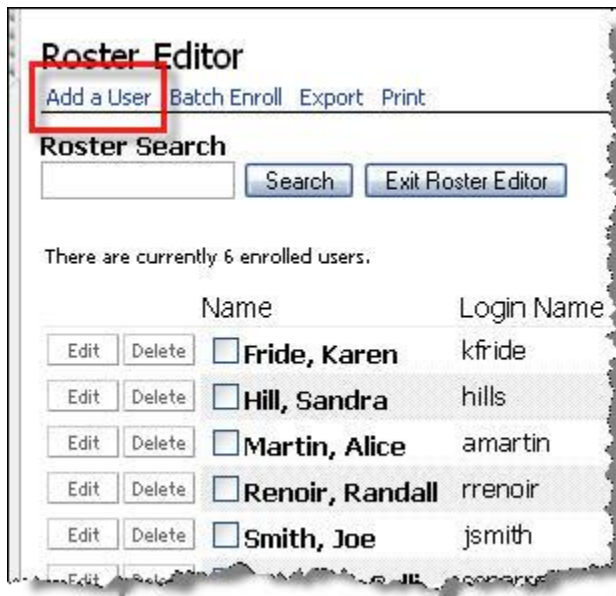 Roster Editor
Add a User Batch Enroll Export Print
Roster Search
Search Exit Roster Editor
There are currently 6 enrolled users.
Name Login Name
Edit Delete Fride, Karen kfride
Edit Delete Hill, Sandra hills
Edit Delete Martin, Alice amartin
Edit Delete Renoir, Randall rrenoir
Edit Delete Smith, Joe jsmith
Edit